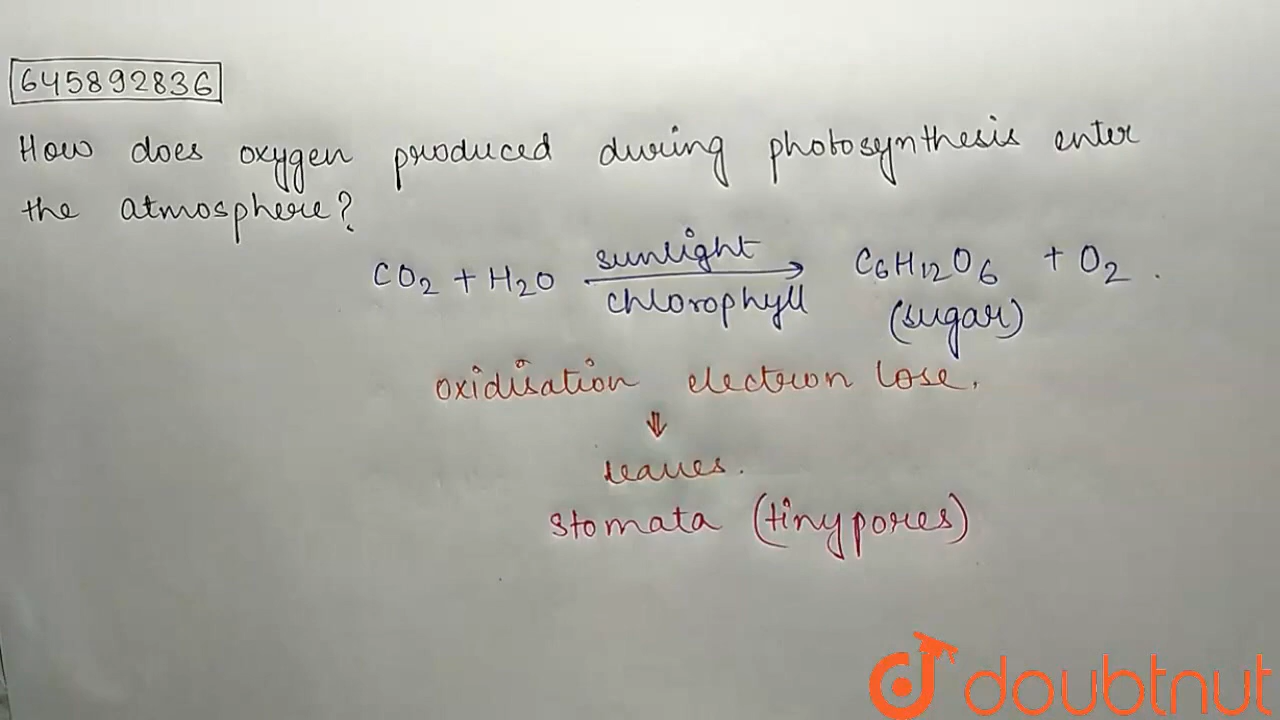 645892836
How does oxygen produced during photosynthesis enter
the atmosphere?
CO2 + H2O sunlight chlorophyll → C6H12O6 + O2.
(sugar)
oxidisation electron lose.
⇓
leaves.
stomata (tinypores)
doubtnut